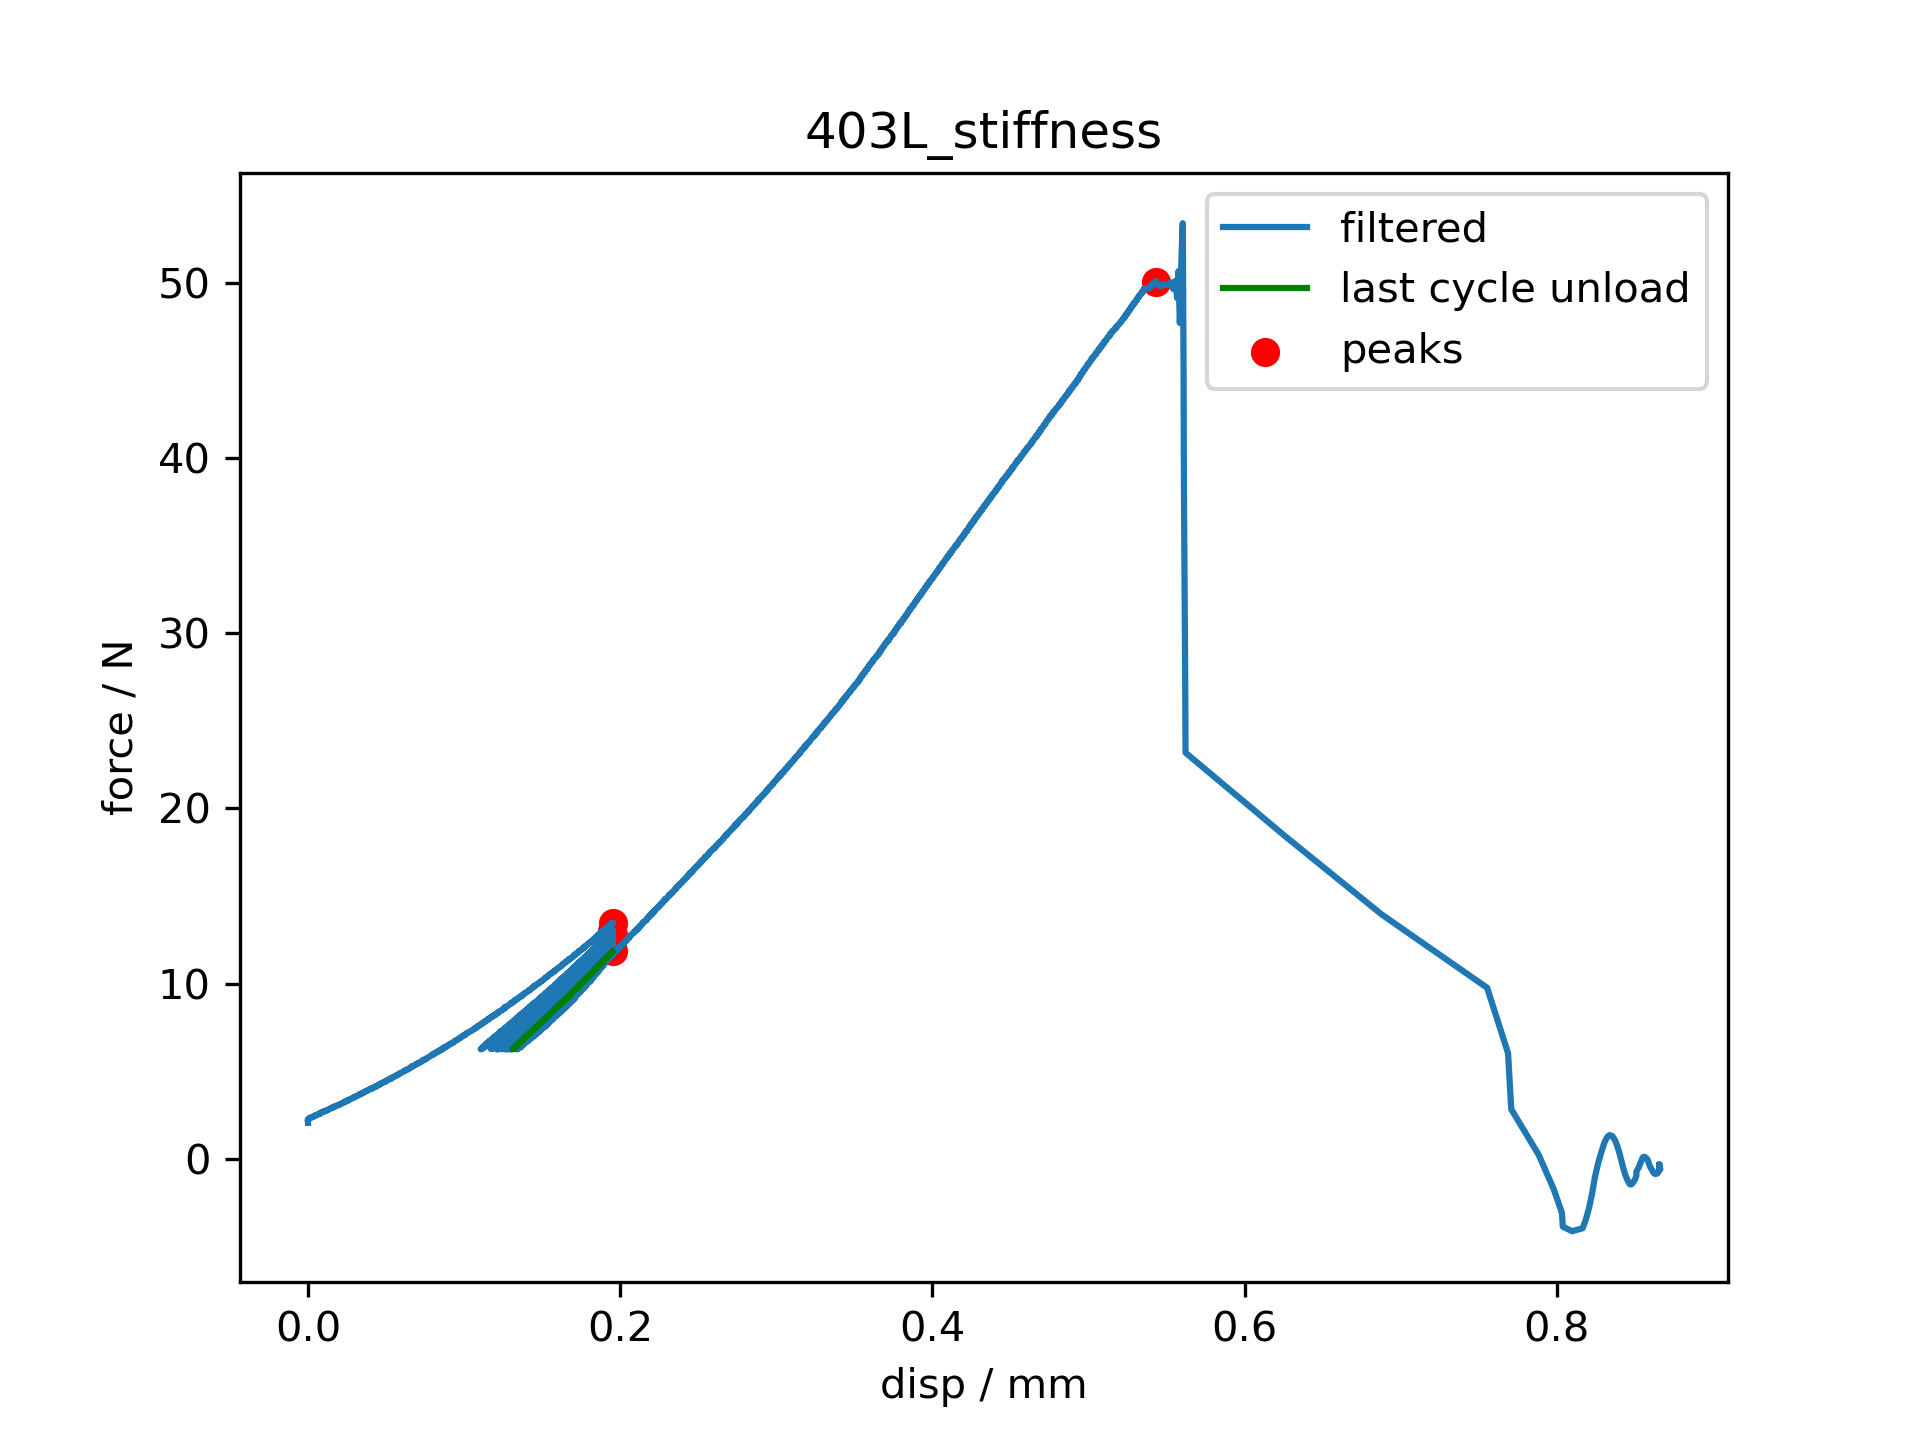 403L_stiffness
filtered
last cycle unload
peaks
50
40
30
20
10
0
force / N
0.0 0.2 0.4 0.6 0.8
disp / mm